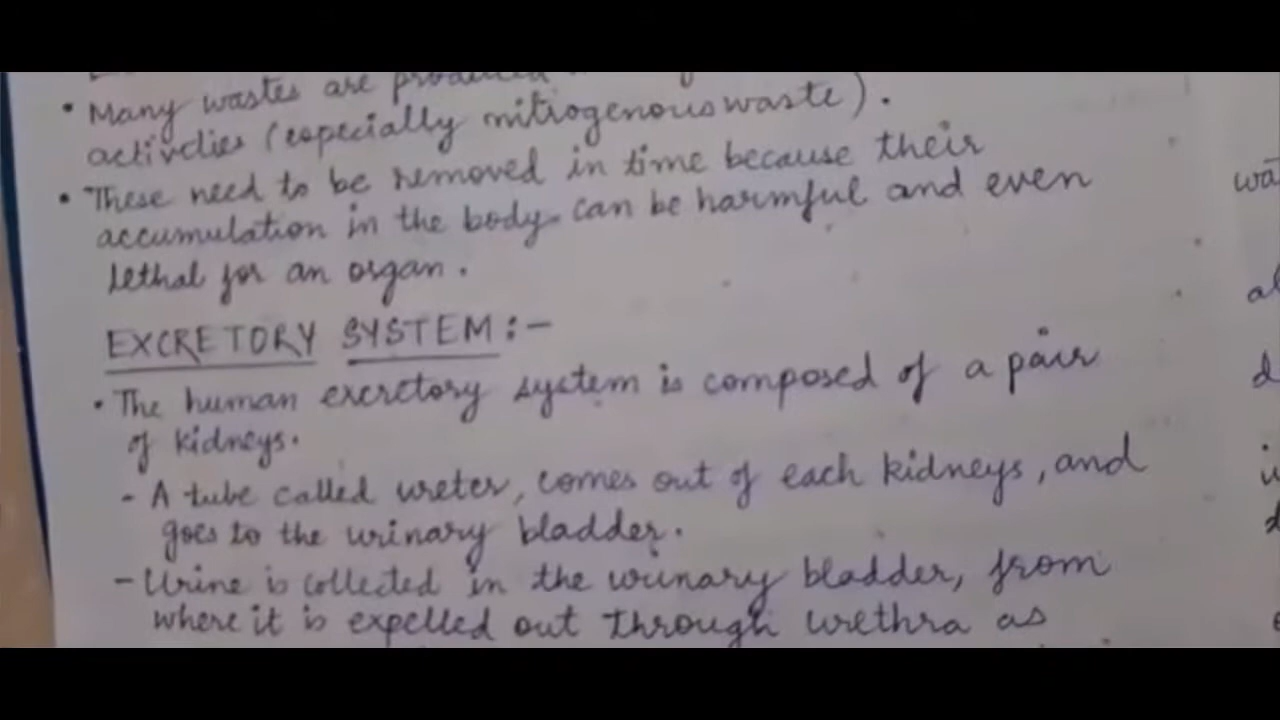 • Many wastes are produced
activities (especially nitrogenous waste).
• These need to be removed in time because their
accumulation in the body can be harmful and even
lethal for an organ.
EXCRETORY SYSTEM:-
• The human excretory system is composed of a pair
of kidneys.
- A tube called ureter, comes out of each kidneys, and
goes to the urinary bladder.
- Urine is collected in the urinary bladder, from
where it is expelled out through urethra as